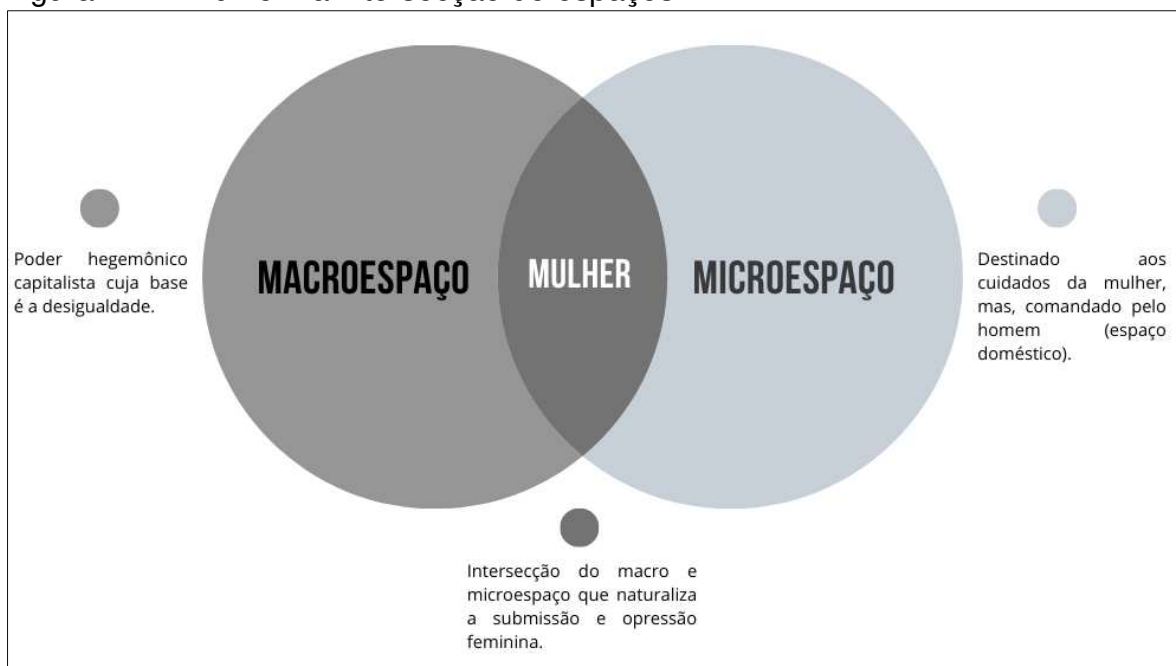 MACROESPAÇO
MULHER
MICROESPAÇO
Poder hegemônico
capitalista cuja base
é a desigualdade.
Destinado aos
cuidados da mulher,
mas, comandado pelo
homem (espaço
doméstico).
Intersecção do macro e
microespaço que naturaliza
a submissão e opressão
feminina.